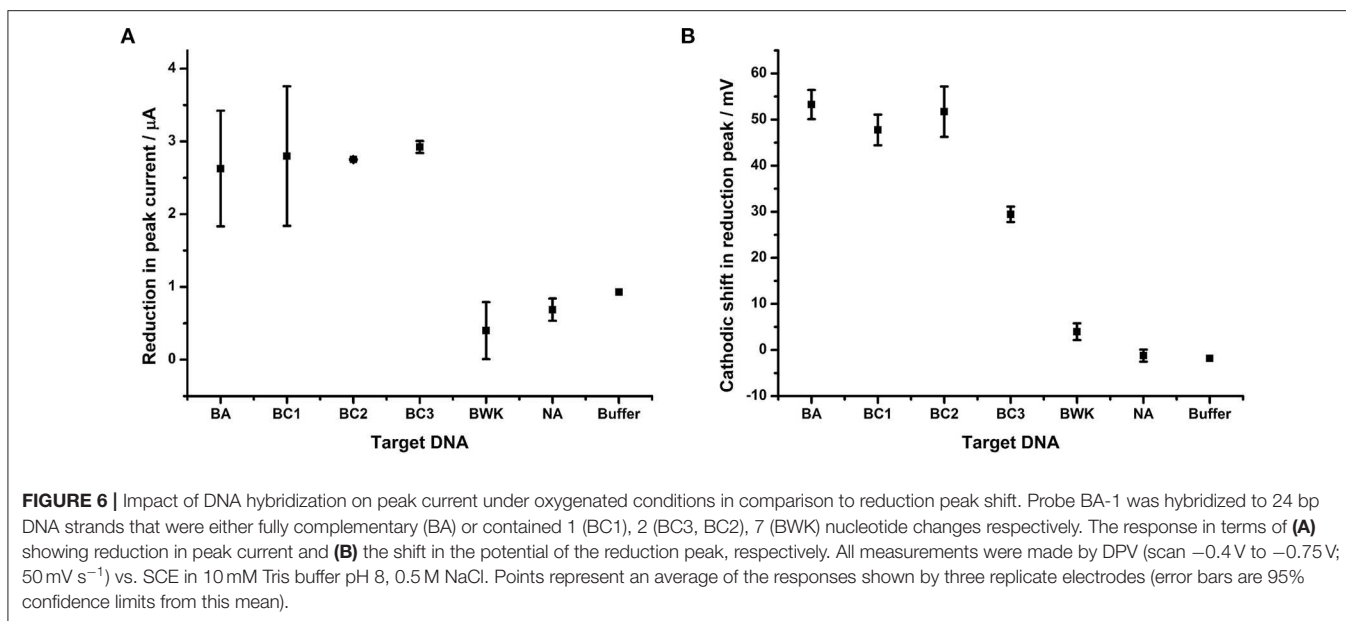 A
Reduction in peak current / μA
4
3
2
1
0
BA BC1 BC2 BC3 BWK NA Buffer
Target DNA
B
Cathodic shift in reduction peak / mV
60
50
40
30
20
10
0
-10
BA BC1 BC2 BC3 BWK NA Buffer
Target DNA
FIGURE 6 | Impact of DNA hybridization on peak current under oxygenated conditions in comparison to reduction peak shift. Probe BA-1 was hybridized to 24 bp
DNA strands that were either fully complementary (BA) or contained 1 (BC1), 2 (BC3, BC2), 7 (BWK) nucleotide changes respectively. The response in terms of (A)
showing reduction in peak current and (B) the shift in the potential of the reduction peak, respectively. All measurements were made by DPV (scan −0.4 V to −0.75 V;
50 mV s⁻¹) vs. SCE in 10 mM Tris buffer pH 8, 0.5 M NaCl. Points represent an average of the responses shown by three replicate electrodes (error bars are 95%
confidence limits from this mean).